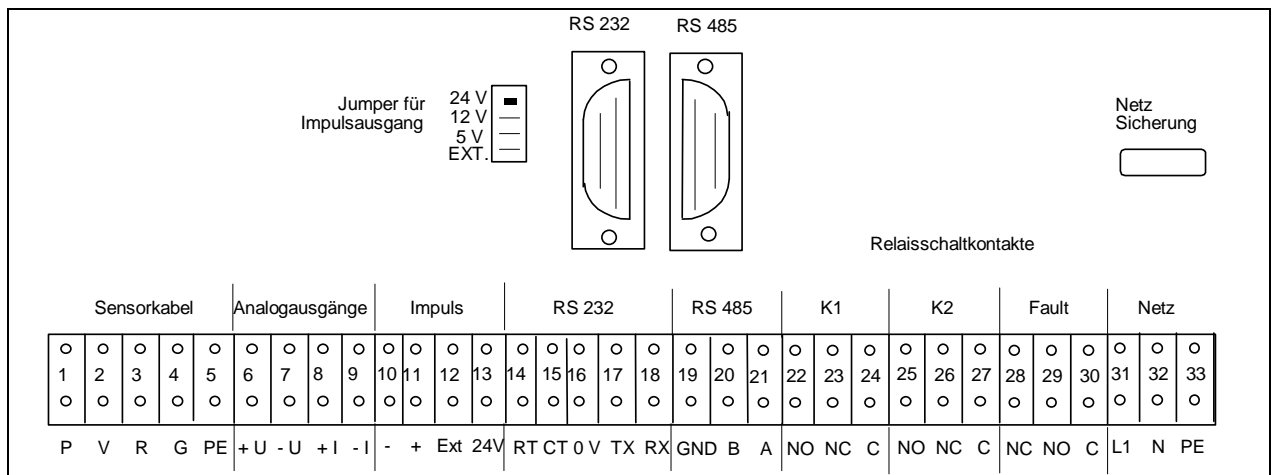 RS 232 RS 485
Jumper für
Impulsausgang
24 V
12 V
5 V
EXT.
Netz
Sicherung
Relaisschaltkontakte
Sensorkabel Analogausgänge Impuls RS 232 RS 485 K1 K2 Fault Netz
1 2 3 4 5 6 7 8 9 10 11 12 13 14 15 16 17 18 19 20 21 22 23 24 25 26 27 28 29 30 31 32 33
P V R G PE + U - U + I - I - + Ext 24V RT CT 0 V TX RX GND B A NO NC C NO NC C NC NO C L1 N PE